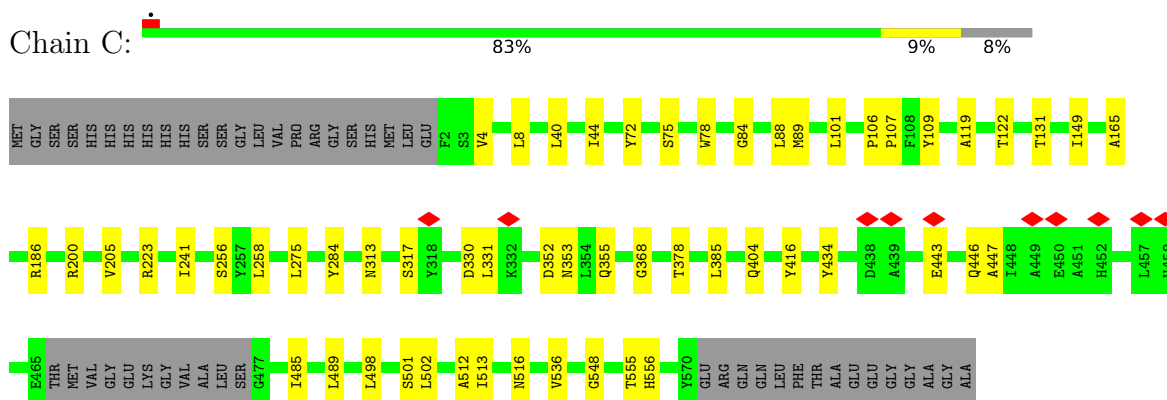 Chain C:
83% 9% 8%
MET GLY SER SER HIS HIS HIS HIS HIS HIS SER SER GLY LEU VAL PRO ARG GLY SER HIS MET LEU GLU F2 S3 V4 L8 L40 I44 Y72 S75 W78 G84 L88 M89 L101 P106 P107 F108 Y109 A119 T122 T131 I149 A165
R186 R200 V205 R223 I241 S256 Y257 L258 L275 Y284 N313 S317 Y318 D330 L331 K332 D352 N353 L354 Q355 G368 T378 L385 Q404 Y416 Y434 D438 A439 E443 Q446 A447 I448 A449 E450 A451 H452 L457
E465 THR MET VAL GLY GLU LYS GLY VAL ALA LEU SER G477 I485 L489 L498 S501 L502 A512 I513 N516 V536 G548 T555 H556 Y570 GLU ARG GLN GLN LEU PHE THR ALA GLU GLU GLY GLY ALA GLY ALA